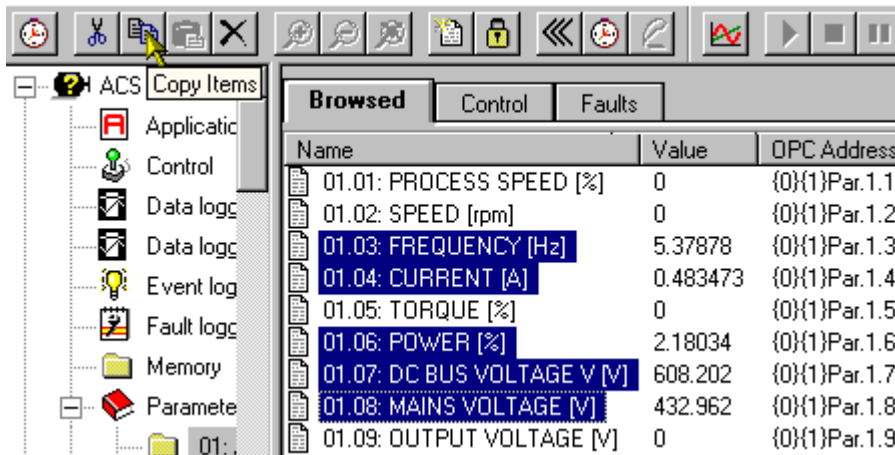 Copy Items
ACS
Applicatio
Control
Data logg
Data logg
Event log
Fault logg
Memory
Paramete
01:
Browsed Control Faults
Name Value OPC Address
01.01: PROCESS SPEED [%] 0 {0}{1}Par.1.1
01.02: SPEED [rpm] 0 {0}{1}Par.1.2
01.03: FREQUENCY [Hz] 5.37878 {0}{1}Par.1.3
01.04: CURRENT [A] 0.483473 {0}{1}Par.1.4
01.05: TORQUE [%] 0 {0}{1}Par.1.5
01.06: POWER [%] 2.18034 {0}{1}Par.1.6
01.07: DC BUS VOLTAGE V [V] 608.202 {0}{1}Par.1.7
01.08: MAINS VOLTAGE [V] 432.962 {0}{1}Par.1.8
01.09: OUTPUT VOLTAGE [V] 0 {0}{1}Par.1.9